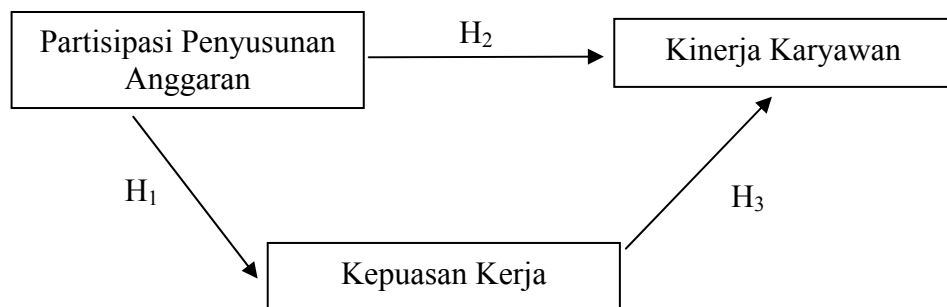 Partisipasi Penyusunan
Anggaran
H₂
Kinerja Karyawan
H₁
H₃
Kepuasan Kerja